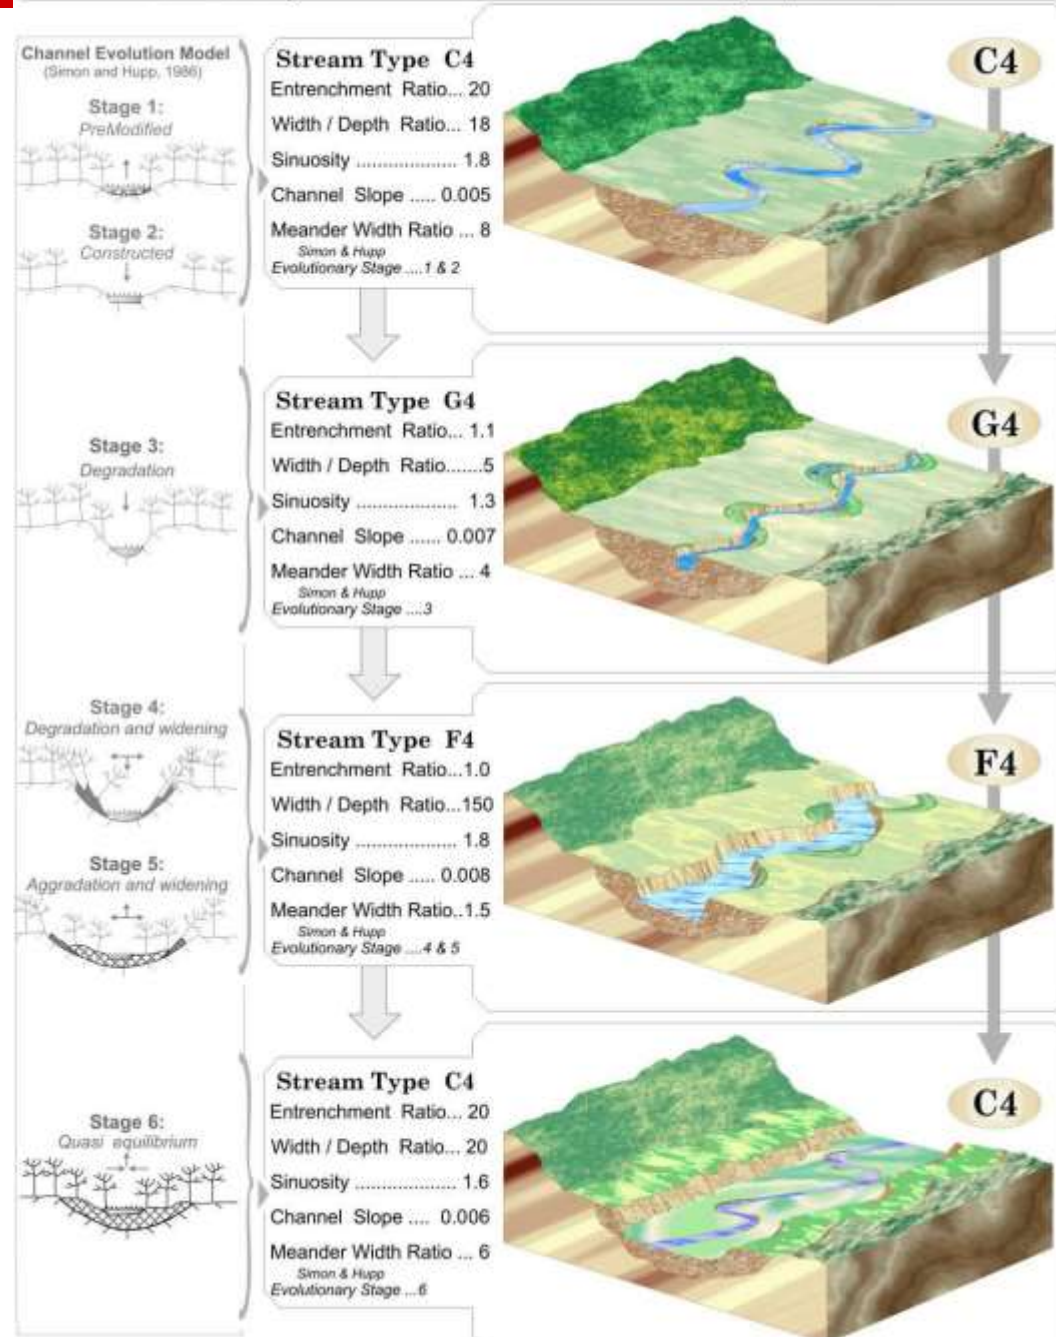 Channel Evolution Model
(Simon and Hupp, 1986)
Stage 1:
PreModified
Stage 2:
Constructed
Stream Type C4
Entrenchment Ratio... 20
Width / Depth Ratio... 18
Sinuosity .................... 1.8
Channel Slope ..... 0.005
Meander Width Ratio ... 8
Simon & Hupp
Evolutionary Stage ....1 & 2
C4
Stage 3:
Degradation
Stream Type G4
Entrenchment Ratio... 1.1
Width / Depth Ratio.......5
Sinuosity .................... 1.3
Channel Slope ...... 0.007
Meander Width Ratio ... 4
Simon & Hupp
Evolutionary Stage ....3
G4
Stage 4:
Degradation and widening
Stage 5:
Aggradation and widening
Stream Type F4
Entrenchment Ratio...1.0
Width / Depth Ratio...150
Sinuosity .................... 1.8
Channel Slope ..... 0.008
Meander Width Ratio..1.5
Simon & Hupp
Evolutionary Stage ....4 & 5
F4
Stage 6:
Quasi equilibrium
Stream Type C4
Entrenchment Ratio... 20
Width / Depth Ratio... 20
Sinuosity .................... 1.6
Channel Slope .... 0.006
Meander Width Ratio ... 6
Simon & Hupp
Evolutionary Stage ...6
C4